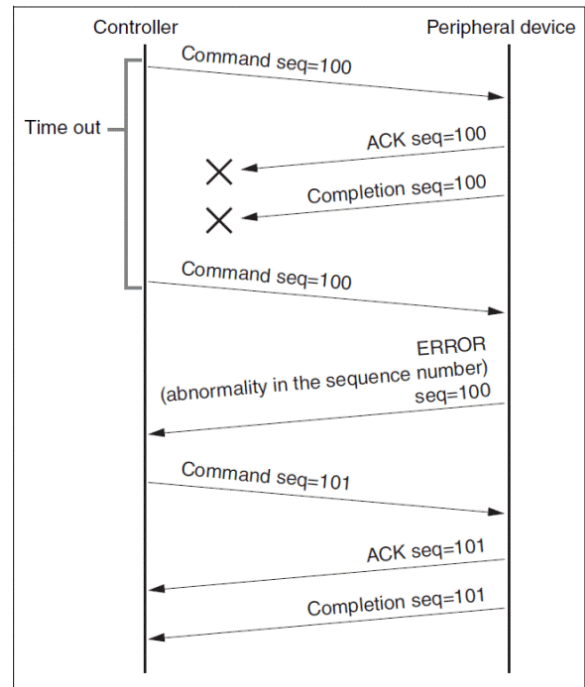 Controller
Peripheral device
Command seq=100
Time out
ACK seq=100
Completion seq=100
Command seq=100
ERROR
(abnormality in the sequence number)
seq=100
Command seq=101
ACK seq=101
Completion seq=101